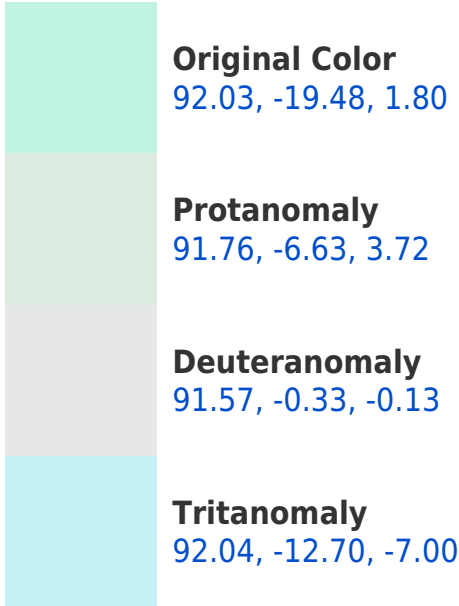 Original Color
92.03, -19.48, 1.80
Protanomaly
91.76, -6.63, 3.72
Deuteranomaly
91.57, -0.33, -0.13
Tritanomaly
92.04, -12.70, -7.00